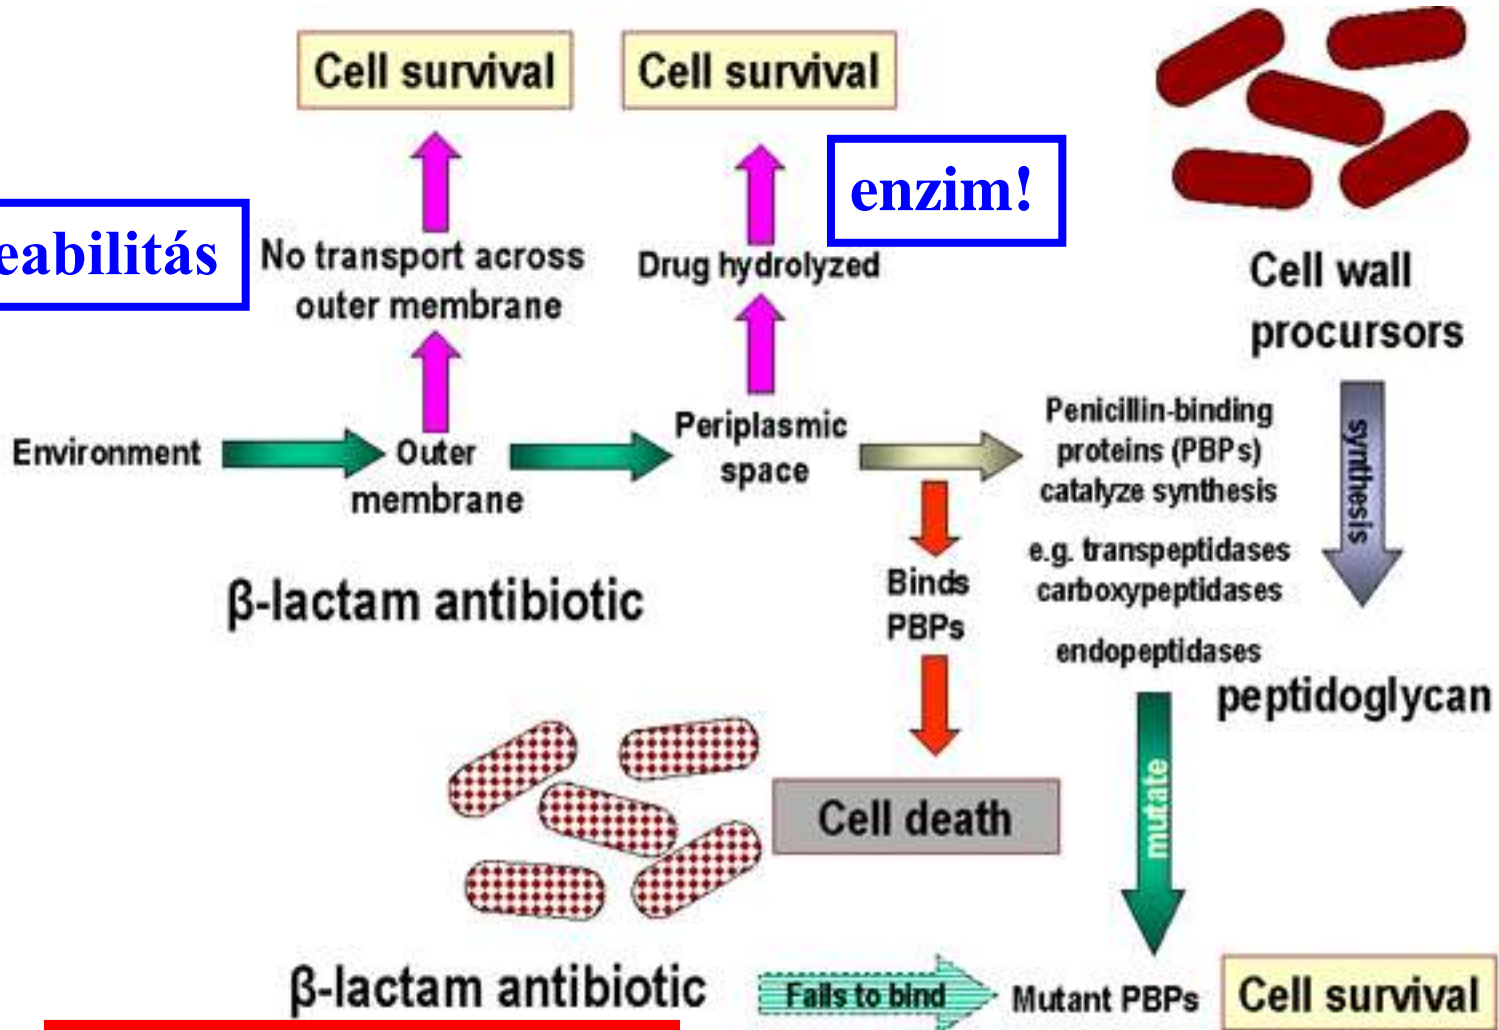 Cell survival
Cell survival
enzim!
eabilitás
No transport across
outer membrane
Drug hydrolyzed
Cell wall
procursors
Environment
Outer
membrane
Periplasmic
space
Penicillin-binding
proteins (PBPs)
catalyze synthesis
e.g. transpeptidases
carboxypeptidases
endopeptidases
synthesis
β-lactam antibiotic
Binds
PBPs
peptidoglycan
Cell death
mutate
β-lactam antibiotic
Fails to bind
Mutant PBPs
Cell survival